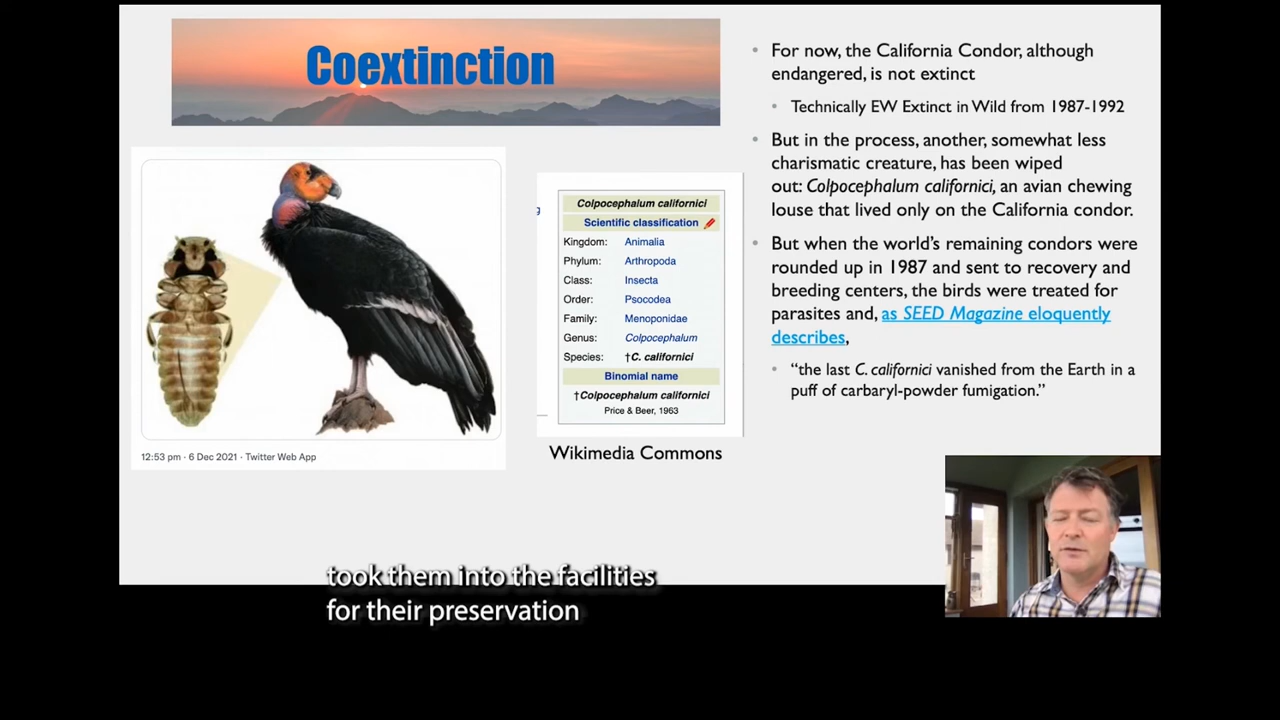 Coextinction
12:53 pm · 6 Dec 2021 · Twitter Web App
g
Colpocephalum californici
Scientific classification
Kingdom: Animalia
Phylum: Arthropoda
Class: Insecta
Order: Psocodea
Family: Menoponidae
Genus: Colpocephalum
Species: †C. californici
Binomial name
†Colpocephalum californici
Price & Beer, 1963
Wikimedia Commons
• For now, the California Condor, although
endangered, is not extinct
• Technically EW Extinct in Wild from 1987-1992
• But in the process, another, somewhat less
charismatic creature, has been wiped
out: Colpocephalum californici, an avian chewing
louse that lived only on the California condor.
• But when the world's remaining condors were
rounded up in 1987 and sent to recovery and
breeding centers, the birds were treated for
parasites and, as SEED Magazine eloquently
describes,
• “the last C. californici vanished from the Earth in a
puff of carbaryl-powder fumigation.”
took them into the facilities
for their preservation